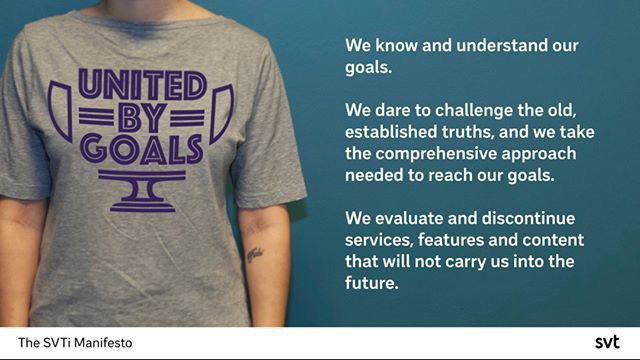 UNITED
BY
GOALS
We know and understand our
goals.
We dare to challenge the old,
established truths, and we take
the comprehensive approach
needed to reach our goals.
We evaluate and discontinue
services, features and content
that will not carry us into the
future.
The SVTi Manifesto
svt